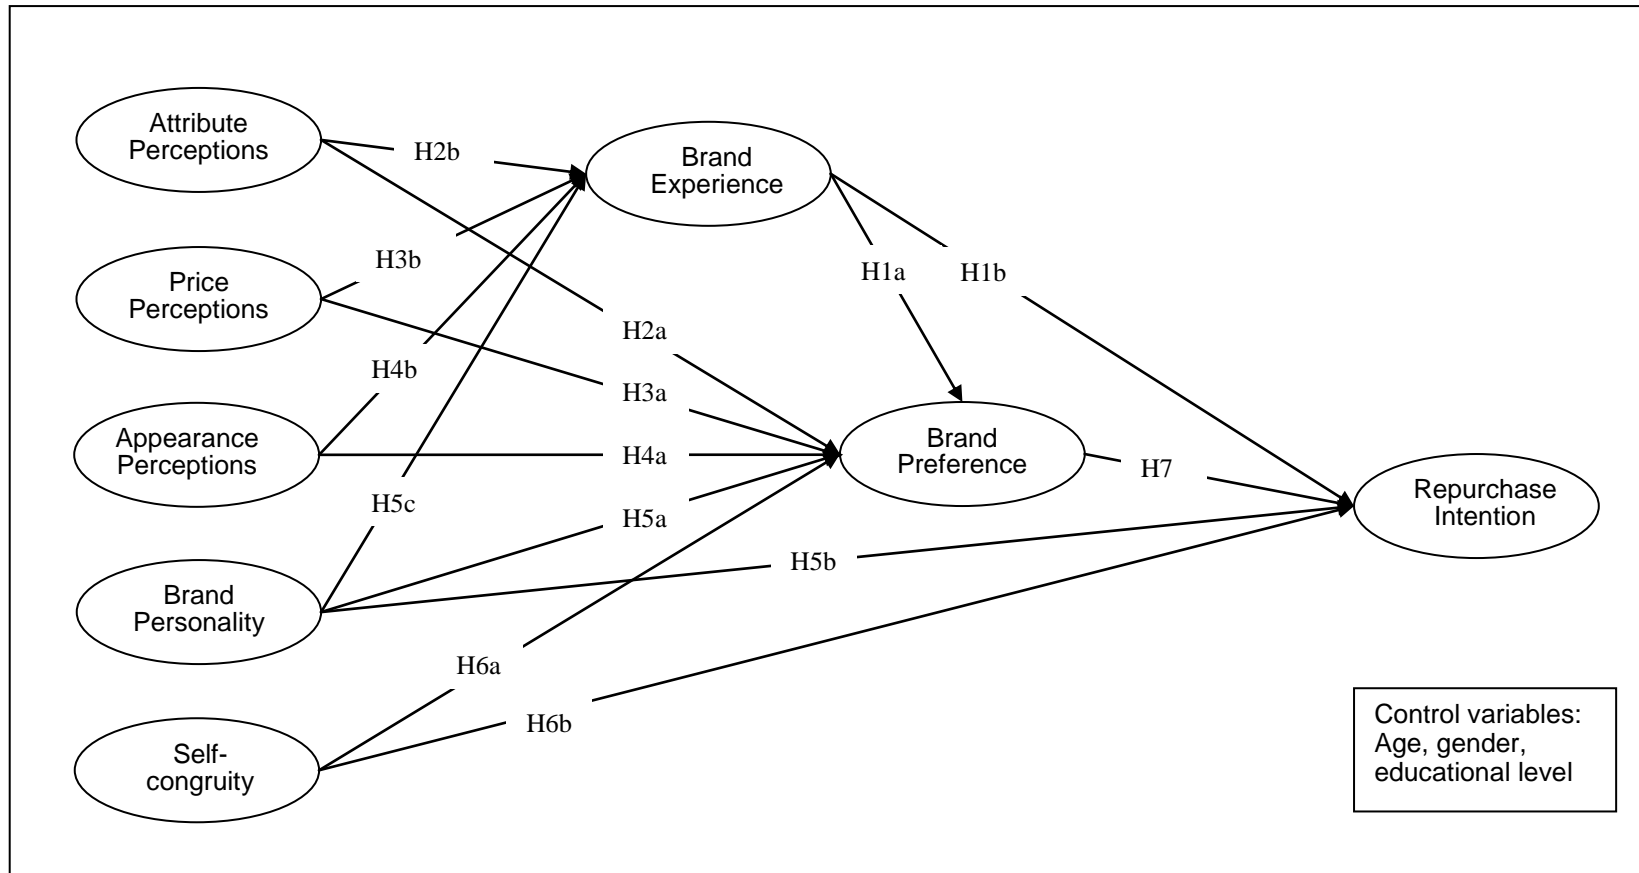 Attribute
Perceptions
H2b
Brand
Experience
Price
Perceptions
H3b
H1a
H1b
H2a
Appearance
Perceptions
H4b
H3a
H4a
Brand
Preference
H7
Repurchase
Intention
H5c
H5a
H5b
Brand
Personality
H6a
H6b
Self-
congruity
Control variables:
Age, gender,
educational level